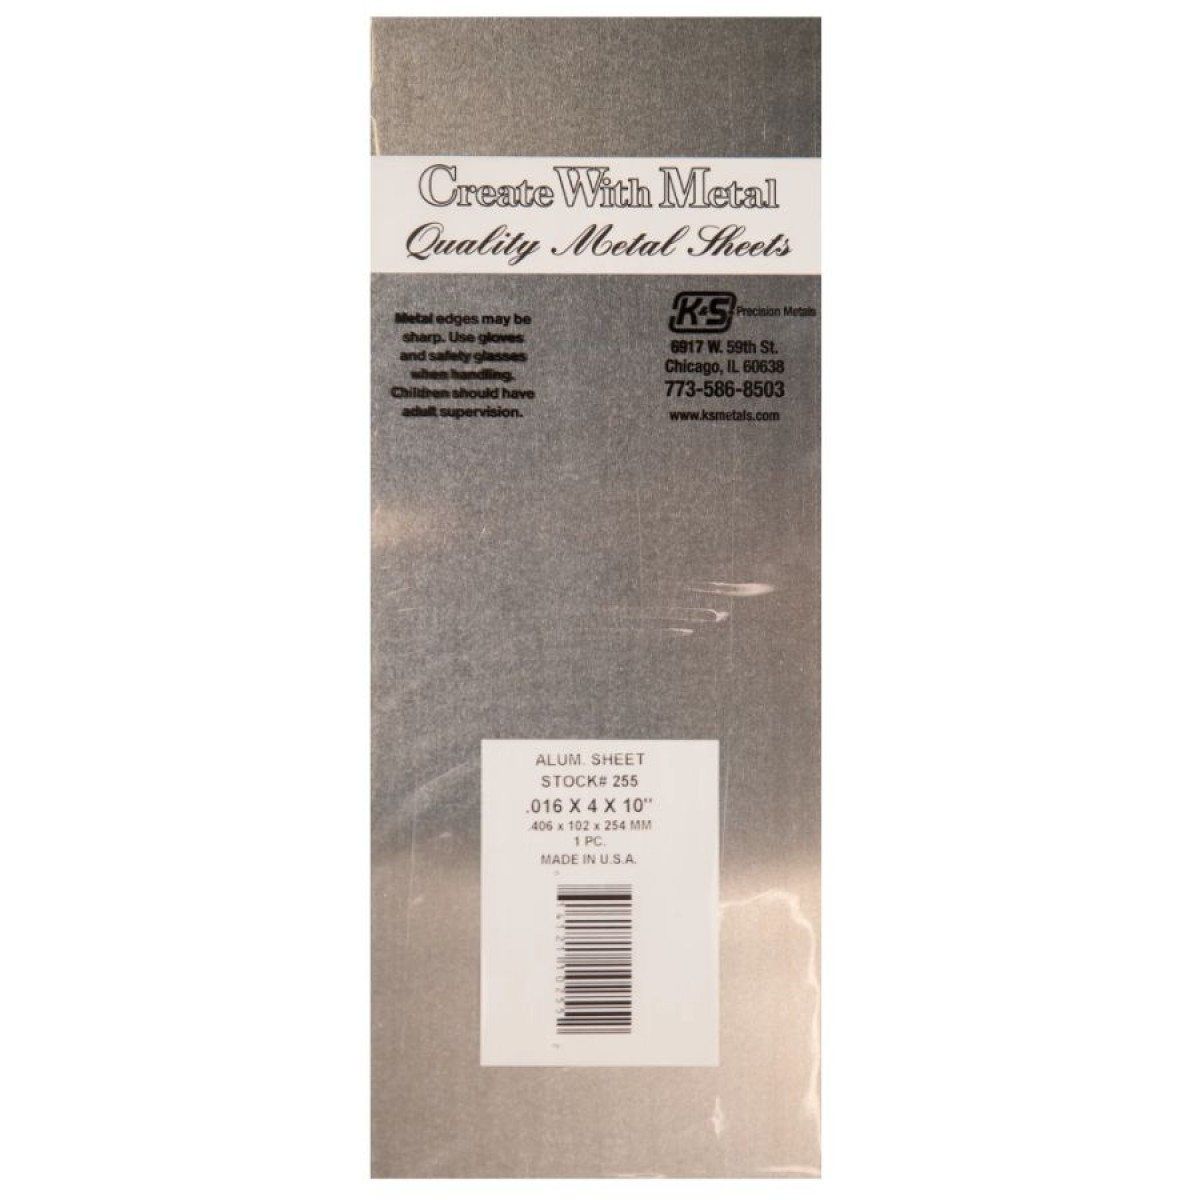 Create With Metal
Quality Metal Sheets
Metal edges may be
sharp. Use gloves
and safety glasses
when handling.
Children should have
adult supervision.
K&S Precision Metals
6917 W. 59th St.
Chicago, IL 60638
773-586-8503
www.ksmetals.com
ALUM. SHEET
STOCK# 255
.016 X 4 X 10"
.406 x 102 x 254 MM
1 PC.
MADE IN U.S.A.